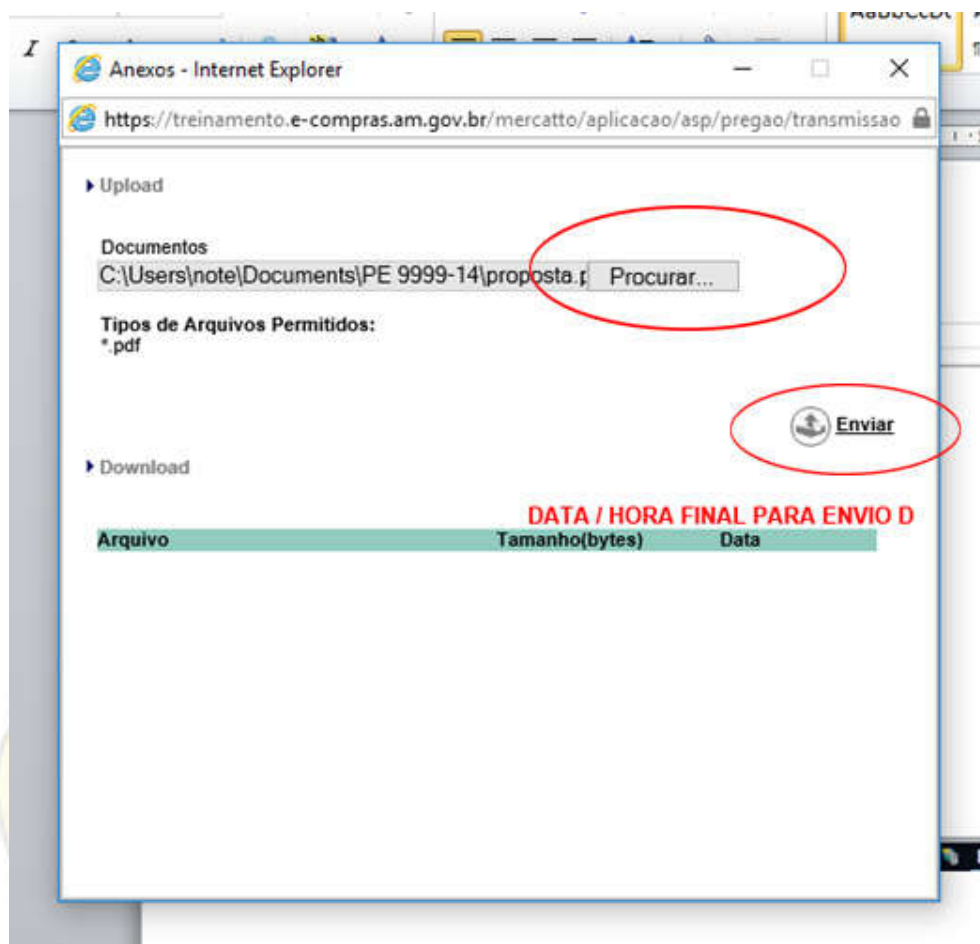 AaBbCcDc
I
Anexos - Internet Explorer
https://treinamento.e-compras.am.gov.br/mercatto/aplicacao/asp/pregao/transmissao
Upload
Documentos
C:\Users\note\Documents\PE 9999-14\proposta.p
Procurar...
Tipos de Arquivos Permitidos:
*.pdf
Enviar
Download
DATA / HORA FINAL PARA ENVIO D
Arquivo Tamanho(bytes) Data